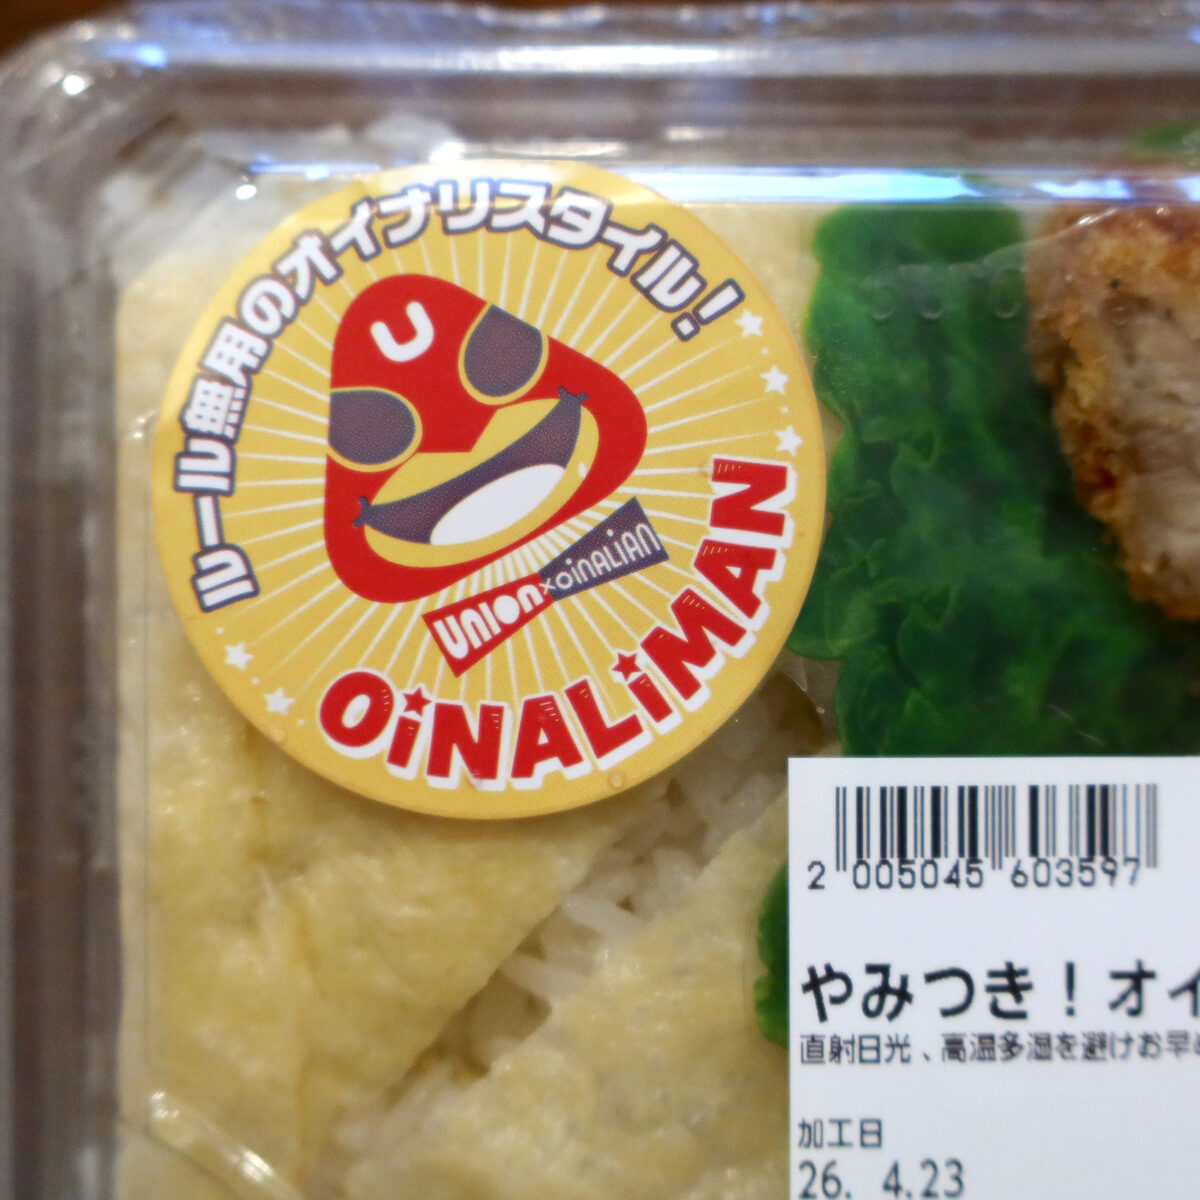 ルール無用のオイナリスタイル!
U
UNION×OiNALiAN
OiNALiMAN
2 005045 603597
やみつき!オイ
直射日光、高温多湿を避けお早
加工日
26. 4.23